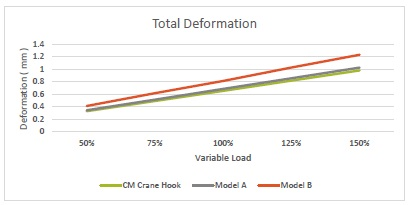 Total Deformation
Deformation ( mm )
1.4
1.2
1
0.8
0.6
0.4
0.2
0
50%
75%
100%
125%
150%
Variable Load
CM Crane Hook
Model A
Model B